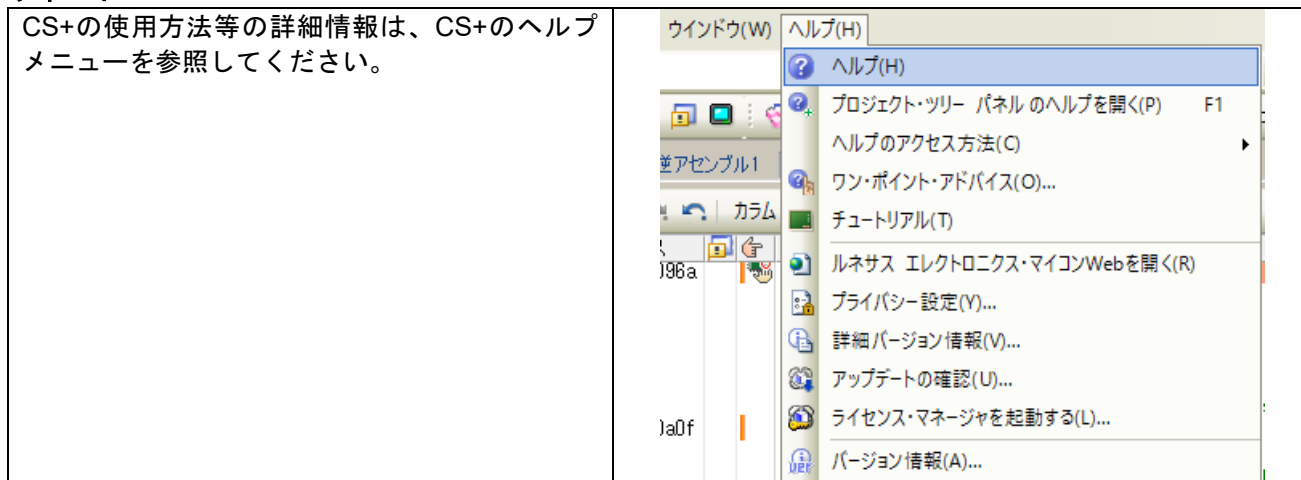 CS+の使用方法等の詳細情報は、CS+のヘルプ
メニューを参照してください。
ウインドウ(W) ヘルプ(H)
ヘルプ(H)
プロジェクト・ツリー パネル のヘルプを開く(P) F1
ヘルプのアクセス方法(C)
逆アセンブル1
ワン・ポイント・アドバイス(O)...
カラム
チュートリアル(T)
096a
ルネサス エレクトロニクス・マイコンWebを開く(R)
プライバシー設定(Y)...
詳細バージョン情報(V)...
アップデートの確認(U)...
ライセンス・マネージャを起動する(L)...
0a0f
バージョン情報(A)...